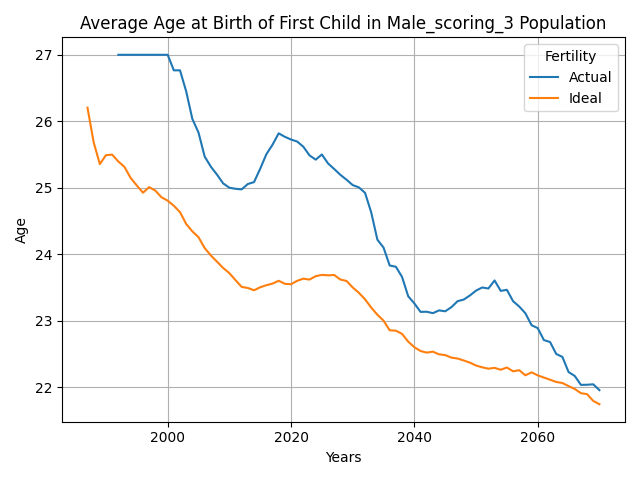 Average Age at Birth of First Child in Male_scoring_3 Population
Fertility
Actual
Ideal
Age
27
26
25
24
23
22
2000
2020
2040
2060
Years